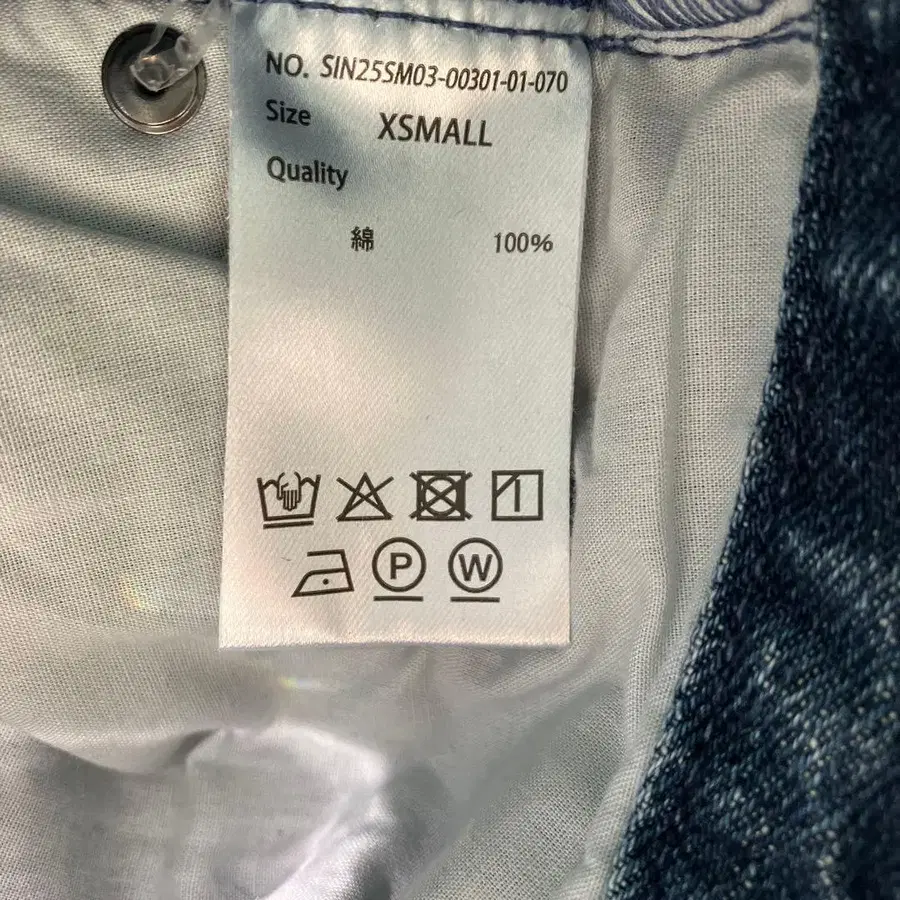 NO. SIN25SM03-00301-01-070
Size XSMALL
Quality
綿 100%
P W